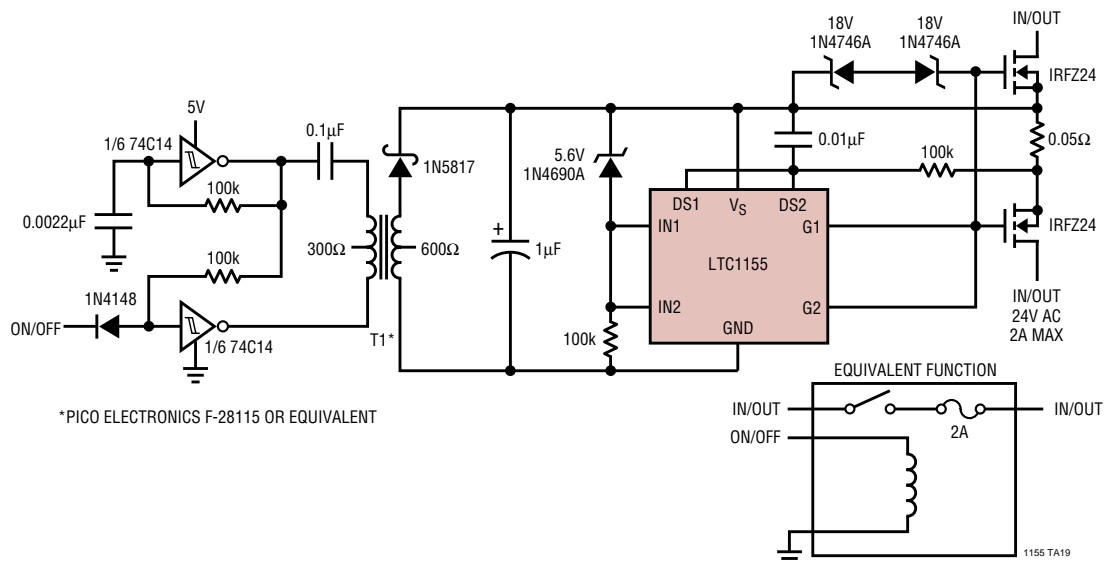 18V
1N4746A
18V
1N4746A
IN/OUT
IRFZ24
5V
1/6 74C14
0.1µF
1N5817
5.6V
1N4690A
0.01µF
0.05Ω
100k
100k
0.0022µF
DS1
VS
DS2
IN1
G1
IRFZ24
300Ω
600Ω
+
1µF
LTC1155
100k
1N4148
ON/OFF
IN2
G2
IN/OUT
24V AC
2A MAX
1/6 74C14
T1*
100k
GND
EQUIVALENT FUNCTION
*PICO ELECTRONICS F-28115 OR EQUIVALENT
IN/OUT
IN/OUT
2A
ON/OFF
1155 TA19